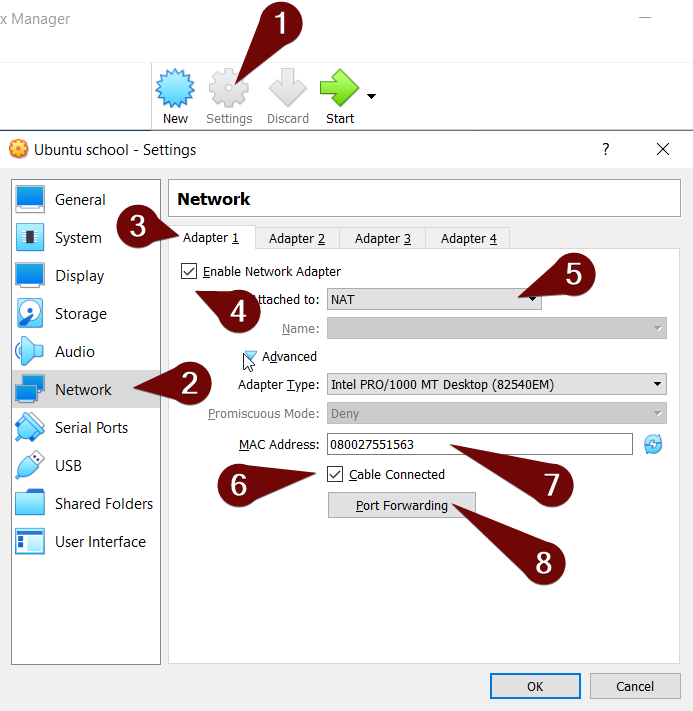 x Manager
1
New
Settings
Discard
Start
Ubuntu school - Settings
?
General
System
Display
Storage
Audio
Network
2
Serial Ports
USB
Shared Folders
User Interface
Network
3
Adapter 1
Adapter 2
Adapter 3
Adapter 4
Enable Network Adapter
4
Attached to: NAT
5
Name:
Advanced
Adapter Type: Intel PRO/1000 MT Desktop (82540EM)
Promiscuous Mode: Deny
MAC Address: 080027551563
6
Cable Connected
7
Port Forwarding
8
OK
Cancel